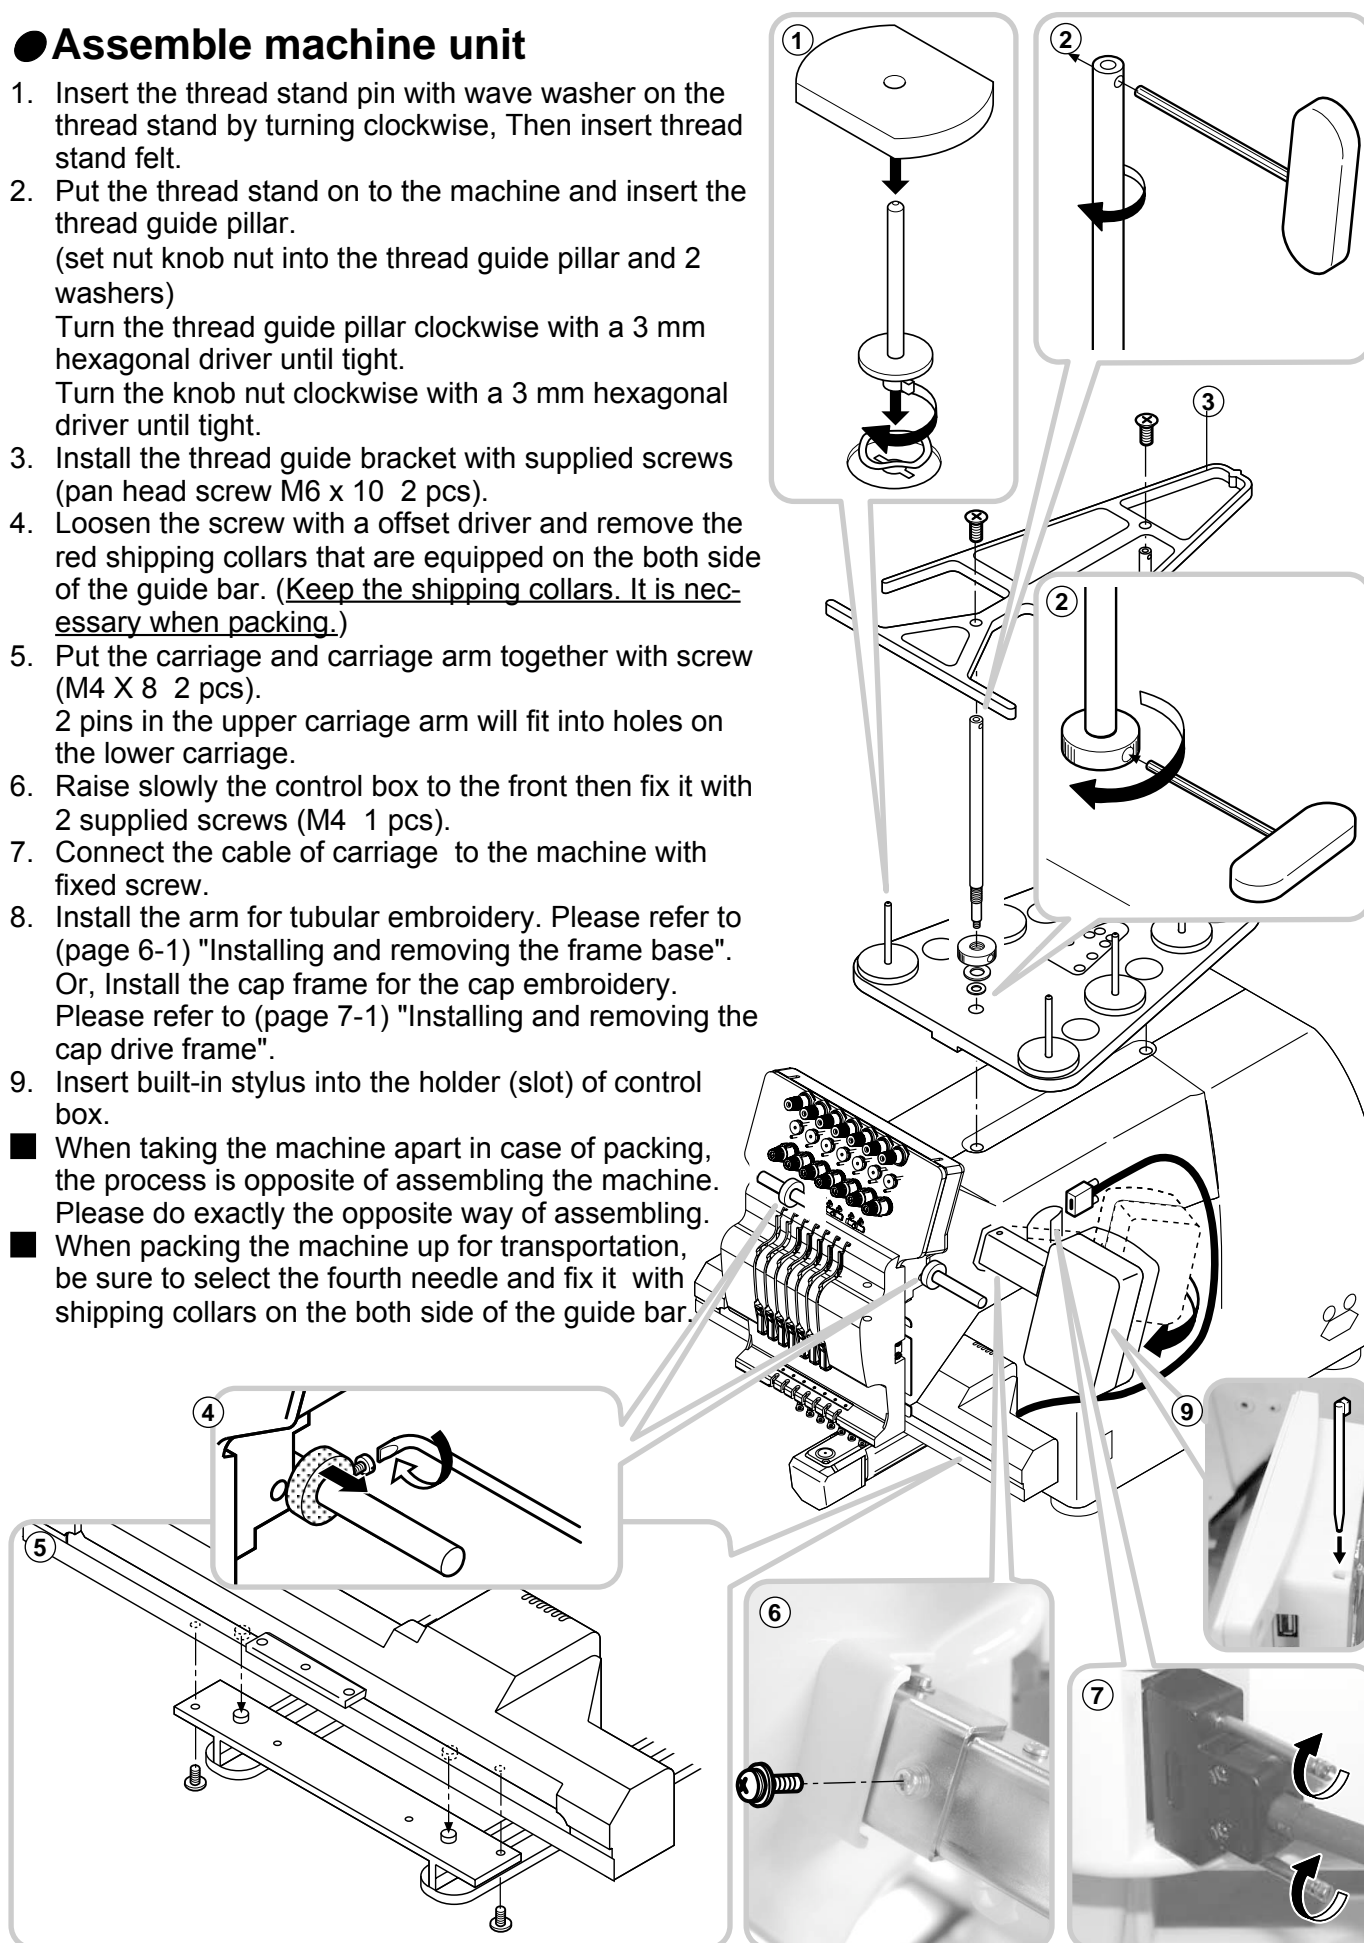 Assemble machine unit
1. Insert the thread stand pin with wave washer on the
thread stand by turning clockwise, Then insert thread
stand felt.
2. Put the thread stand on to the machine and insert the
thread guide pillar.
(set nut knob nut into the thread guide pillar and 2
washers)
Turn the thread guide pillar clockwise with a 3 mm
hexagonal driver until tight.
Turn the knob nut clockwise with a 3 mm hexagonal
driver until tight.
3. Install the thread guide bracket with supplied screws
(pan head screw M6 x 10  2 pcs).
4. Loosen the screw with a offset driver and remove the
red shipping collars that are equipped on the both side
of the guide bar. (Keep the shipping collars. It is nec-
essary when packing.)
5. Put the carriage and carriage arm together with screw
(M4 X 8  2 pcs).
2 pins in the upper carriage arm will fit into holes on
the lower carriage.
6. Raise slowly the control box to the front then fix it with
2 supplied screws (M4  1 pcs).
7. Connect the cable of carriage  to the machine with
fixed screw.
8. Install the arm for tubular embroidery. Please refer to
(page 6-1) "Installing and removing the frame base".
Or, Install the cap frame for the cap embroidery.
Please refer to (page 7-1) "Installing and removing the
cap drive frame".
9. Insert built-in stylus into the holder (slot) of control
box.
■ When taking the machine apart in case of packing,
the process is opposite of assembling the machine.
Please do exactly the opposite way of assembling.
■ When packing the machine up for transportation,
be sure to select the fourth needle and fix it  with
shipping collars on the both side of the guide bar.
①
②
③
②
④
⑨
⑤
⑥
⑦